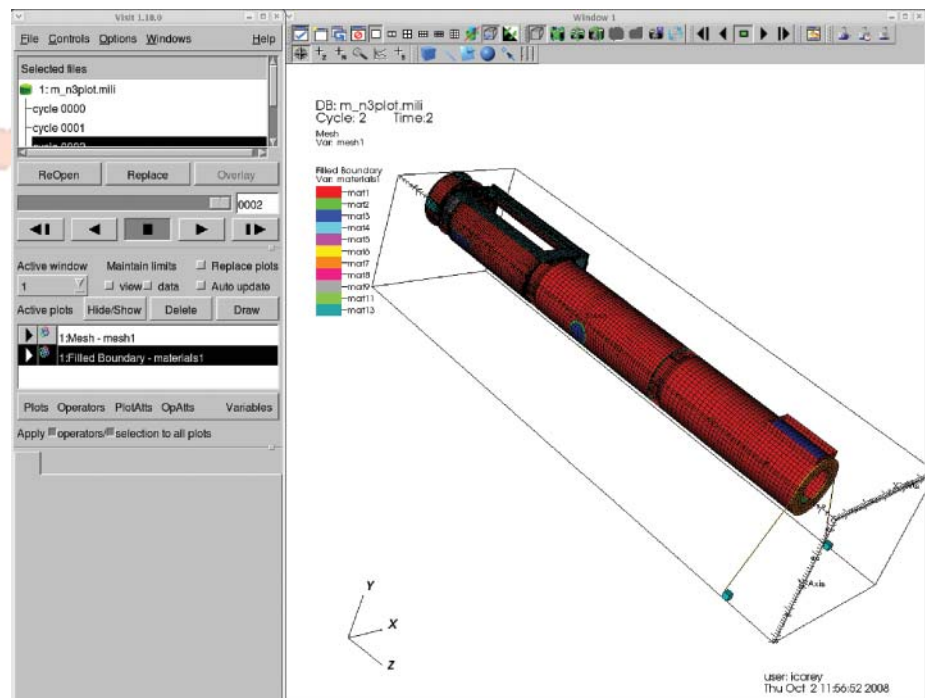 VisIt 1.10.0
File Controls Options Windows Help
Selected files
1: m_n3plot.mili
cycle 0000
cycle 0001
cycle 0002
ReOpen Replace Overlay
0002
Active window Maintain limits Replace plots
1 view data Auto update
Active plots Hide/Show Delete Draw
1:Mesh - mesh1
1:Filled Boundary - materials1
Plots Operators PlotAtts OpAtts Variables
Apply operators/ selection to all plots
Window 1
DB: m_n3plot.mili
Cycle: 2 Time:2
Mesh
Var: mesh1
Filled Boundary
Var: materials1
mat1
mat2
mat3
mat4
mat5
mat6
mat7
mat8
mat9
mat11
mat13
Axis
Y
X
Z
user: icarey
Thu Oct 2 11:56:52 2008